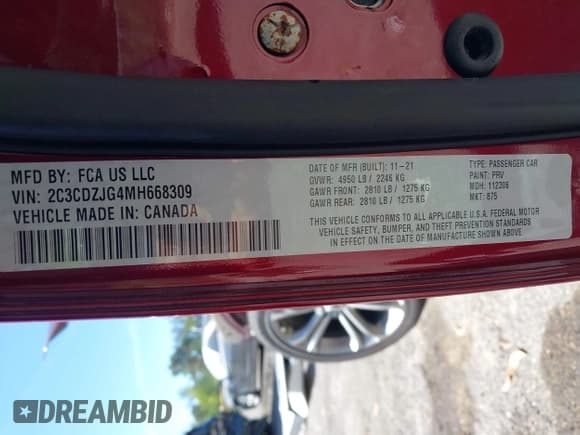 MFD BY: FCA US LLC
VIN: 2C3CDZJG4MH668309
VEHICLE MADE IN: CANADA
DATE OF MFR (BUILT): 11-21
GVWR: 4950 LB / 2246 KG
GAWR FRONT: 2810 LB / 1275 KG
GAWR REAR: 2810 LB / 1275 KG
TYPE: PASSENGER CAR
PAINT: PRV
MDH: 112306
MKT: 875
THIS VEHICLE CONFORMS TO ALL APPLICABLE U.S.A. FEDERAL MOTOR
VEHICLE SAFETY, BUMPER, AND THEFT PREVENTION STANDARDS
IN EFFECT ON THE DATE OF MANUFACTURE SHOWN ABOVE
DREAMBID